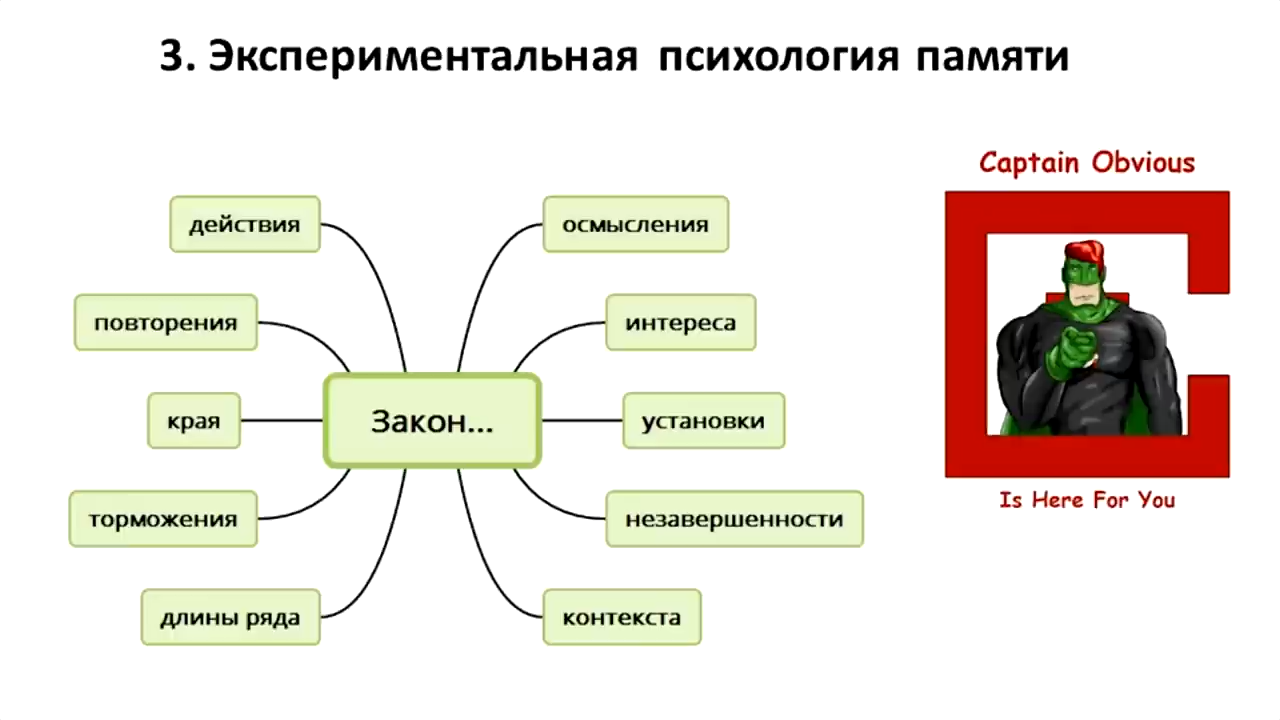 3. Экспериментальная психология памяти
Captain Obvious
действия
осмысления
повторения
интереса
края
Закон...
установки
торможения
незавершенности
длины ряда
контекста
Is Here For You